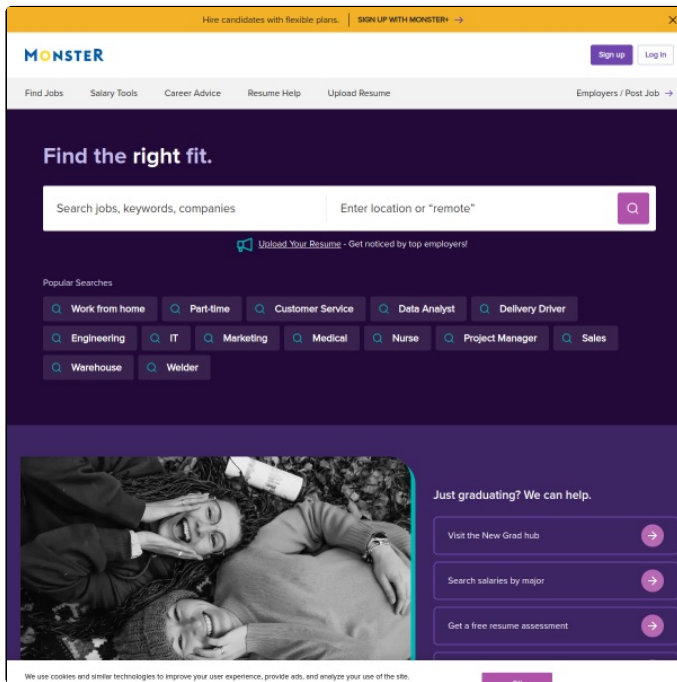 Hire candidates with flexible plans. SIGN UP WITH MONSTER+ →
MONSTER
Sign up Log In
Find Jobs Salary Tools Career Advice Resume Help Upload Resume Employers / Post Job →
Find the right fit.
Search jobs, keywords, companies Enter location or "remote"
Upload Your Resume - Get noticed by top employers!
Popular Searches
Work from home Part-time Customer Service Data Analyst Delivery Driver
Engineering IT Marketing Medical Nurse Project Manager Sales
Warehouse Welder
Just graduating? We can help.
Visit the New Grad hub
Search salaries by major
Get a free resume assessment
We use cookies and similar technologies to improve your user experience, provide ads, and analyze your use of the site.